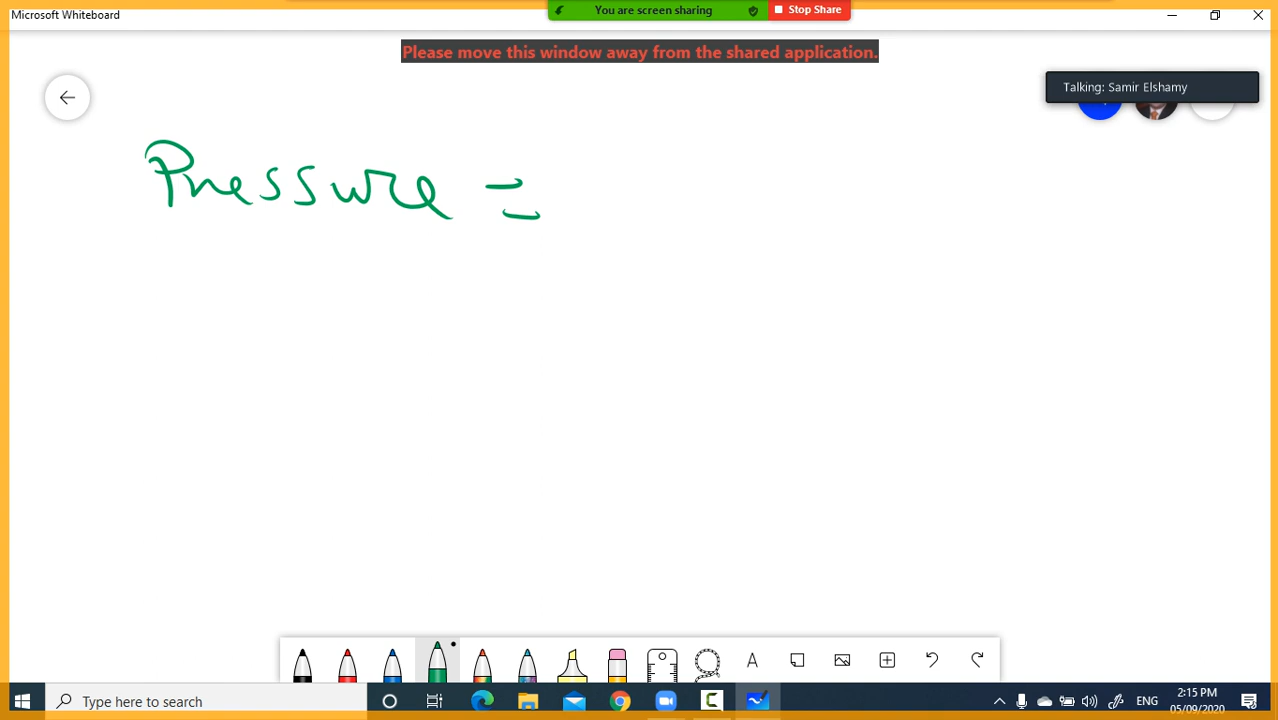 Microsoft Whiteboard
You are screen sharing
Stop Share
Please move this window away from the shared application.
Talking: Samir Elshamy
Pressure =
A
Type here to search
ENG
2:15 PM
05/09/2020